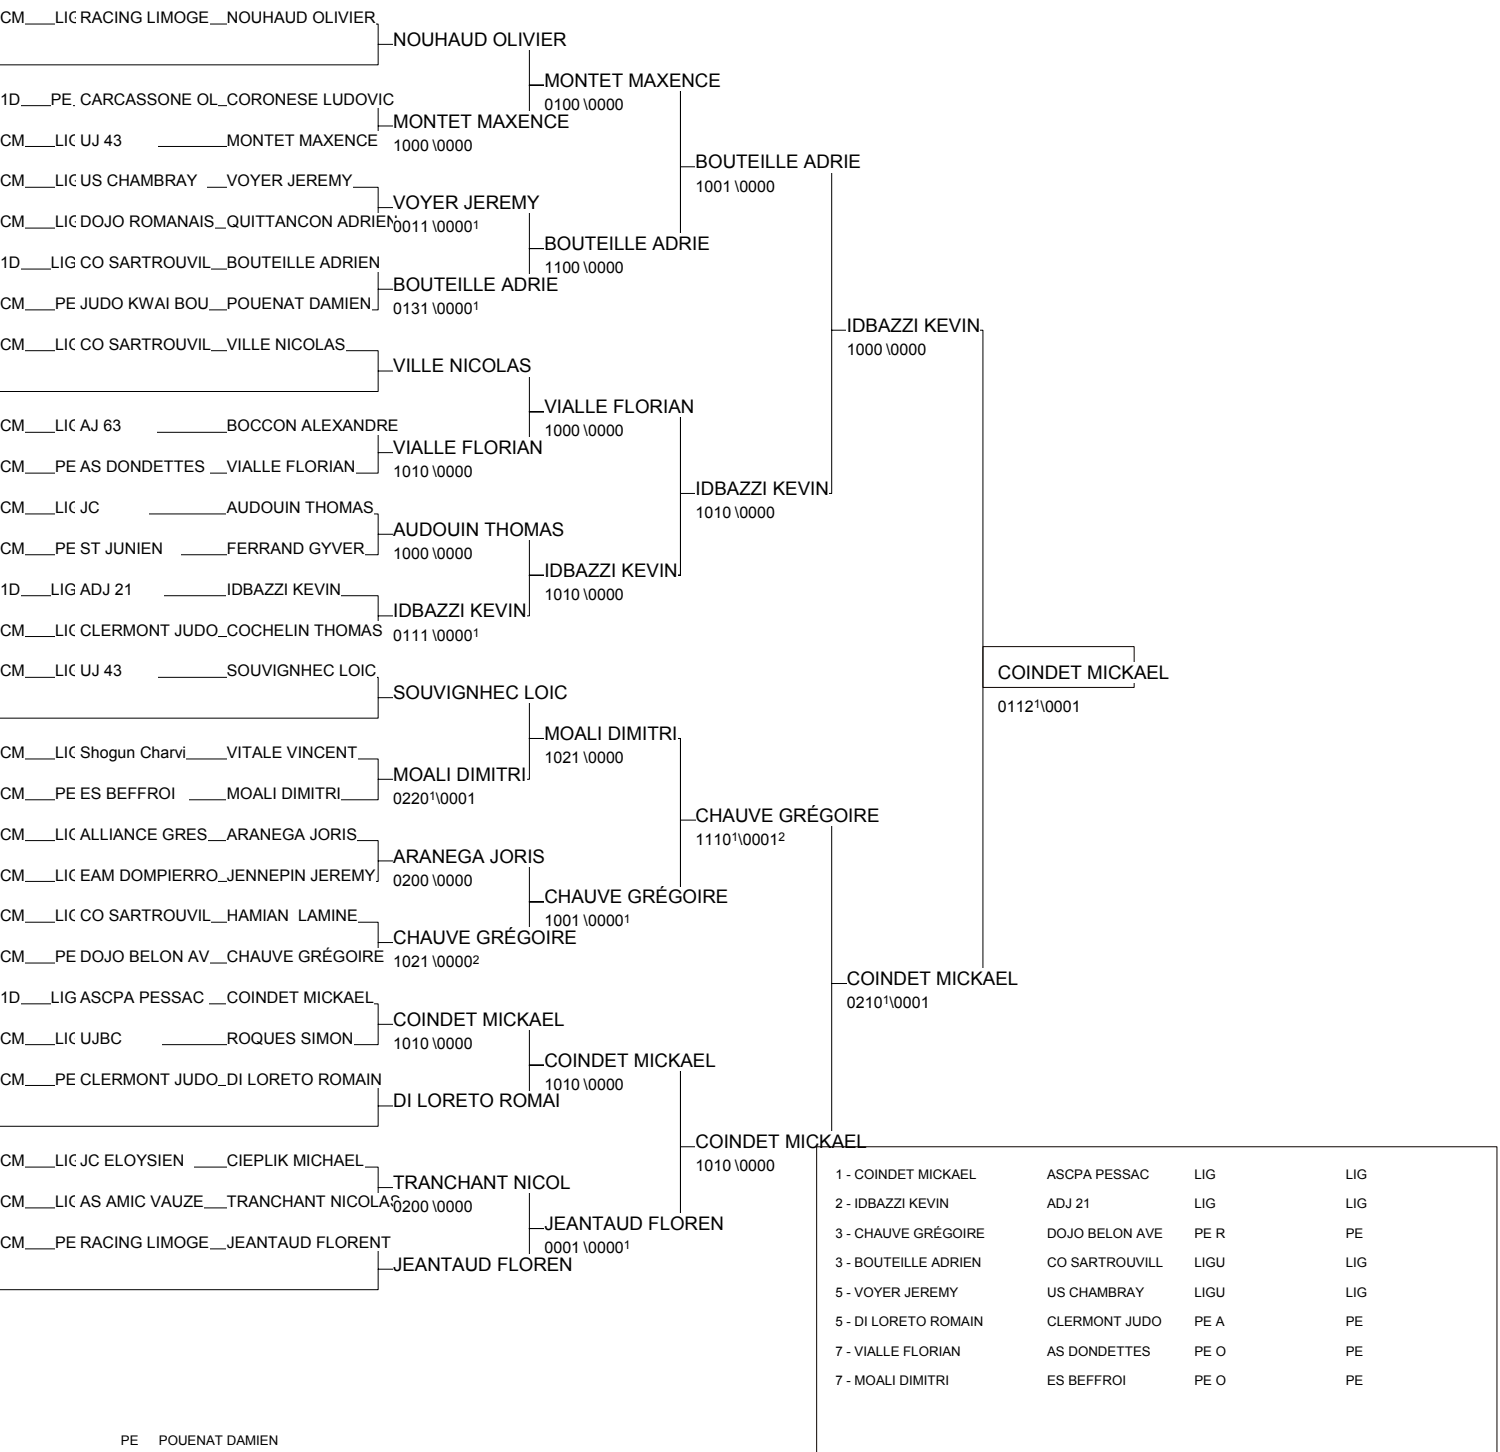 CM LIG RACING LIMOGE NOUHAUD OLIVIER
NOUHAUD OLIVIER
MONTET MAXENCE
0100 \0000
1D PE. CARCASSONE OL CORONESE LUDOVIC
MONTET MAXENCE
1000 \0000
CM LIG UJ 43 MONTET MAXENCE
BOUTEILLE ADRIE
1001 \0000
CM LIG US CHAMBRAY VOYER JEREMY
VOYER JEREMY
0011 \0000¹
CM LIG DOJO ROMANAIS QUITTANCON ADRIEN
BOUTEILLE ADRIE
1100 \0000
1D LIG CO SARTROUVIL BOUTEILLE ADRIEN
BOUTEILLE ADRIE
0131 \0000¹
CM PE JUDO KWAI BOU POUENAT DAMIEN
IDBAZZI KEVIN
1000 \0000
CM LIG CO SARTROUVIL VILLE NICOLAS
VILLE NICOLAS
VIALLE FLORIAN
1000 \0000
CM LIG AJ 63 BOCCON ALEXANDRE
VIALLE FLORIAN
1010 \0000
CM PE AS DONDETTES VIALLE FLORIAN
IDBAZZI KEVIN
1010 \0000
CM LIG JC AUDOUIN THOMAS
AUDOUIN THOMAS
1000 \0000
CM PE ST JUNIEN FERRAND GYVER
IDBAZZI KEVIN
1010 \0000
1D LIG ADJ 21 IDBAZZI KEVIN
IDBAZZI KEVIN
0111 \0000¹
CM LIG CLERMONT JUDO COCHELIN THOMAS
COINDET MICKAEL
0112¹\0001
CM LIG UJ 43 SOUVIGNHEC LOIC
SOUVIGNHEC LOIC
MOALI DIMITRI
1021 \0000
CM LIG Shogun Charvi VITALE VINCENT
MOALI DIMITRI
0220¹\0001
CM PE ES BEFFROI MOALI DIMITRI
CHAUVE GRÉGOIRE
1110¹\0001²
CM LIG ALLIANCE GRES ARANEGA JORIS
ARANEGA JORIS
0200 \0000
CM LIG EAM DOMPIERRO JENNEPIN JEREMY
CHAUVE GRÉGOIRE
1001 \0000¹
CM LIG CO SARTROUVIL HAMIAN LAMINE
CHAUVE GRÉGOIRE
1021 \0000²
CM PE DOJO BELON AV CHAUVE GRÉGOIRE
COINDET MICKAEL
0210¹\0001
1D LIG ASCPA PESSAC COINDET MICKAEL
COINDET MICKAEL
1010 \0000
CM LIG UJBC ROQUES SIMON
COINDET MICKAEL
1010 \0000
CM PE CLERMONT JUDO DI LORETO ROMAIN
DI LORETO ROMAI
COINDET MICKAEL
1010 \0000
CM LIG JC ELOYSIEN CIEPLIK MICHAEL
TRANCHANT NICOL
0200 \0000
CM LIG AS AMIC VAUZE TRANCHANT NICOLAS
JEANTAUD FLOREN
0001 \0000¹
CM PE RACING LIMOGE JEANTAUD FLORENT
JEANTAUD FLOREN
1 - COINDET MICKAEL ASCPA PESSAC LIG LIG
2 - IDBAZZI KEVIN ADJ 21 LIG LIG
3 - CHAUVE GRÉGOIRE DOJO BELON AVE PE R PE
3 - BOUTEILLE ADRIEN CO SARTROUVILL LIGU LIG
5 - VOYER JEREMY US CHAMBRAY LIGU LIG
5 - DI LORETO ROMAIN CLERMONT JUDO PE A PE
7 - VIALLE FLORIAN AS DONDETTES PE O PE
7 - MOALI DIMITRI ES BEFFROI PE O PE
PE POUENAT DAMIEN